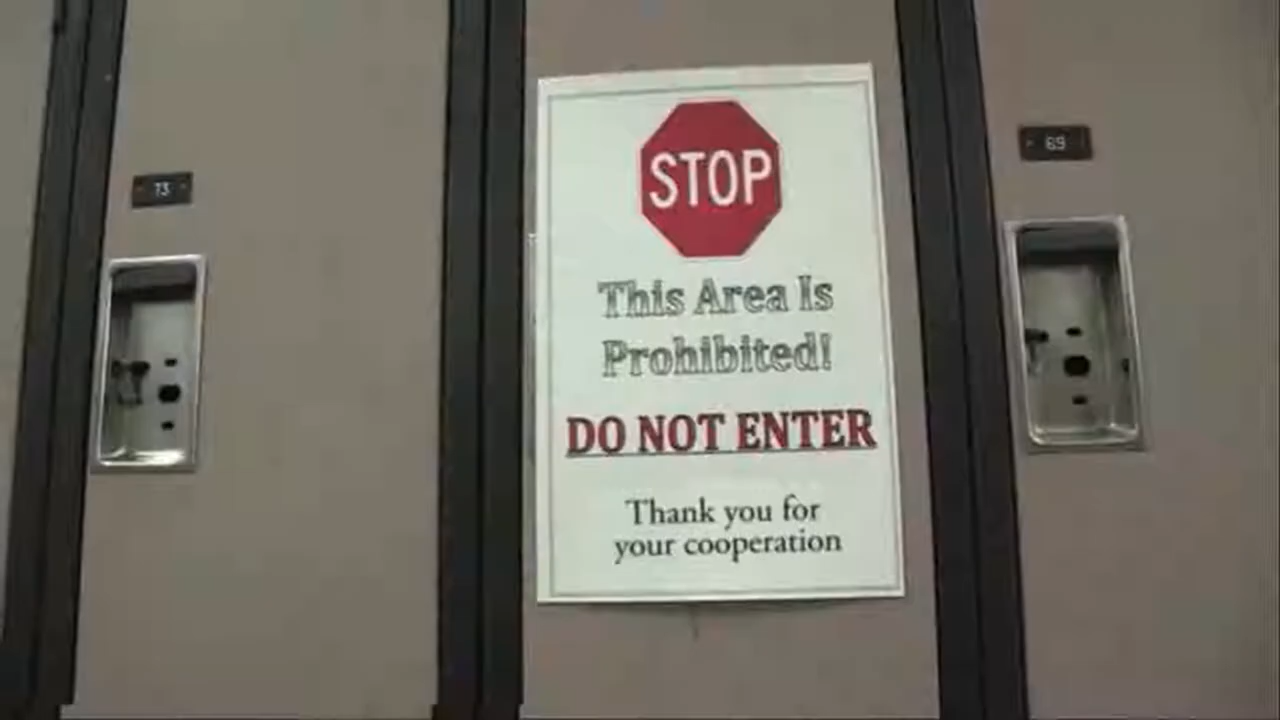 73
69
STOP
This Area Is
Prohibited!
DO NOT ENTER
Thank you for
your cooperation